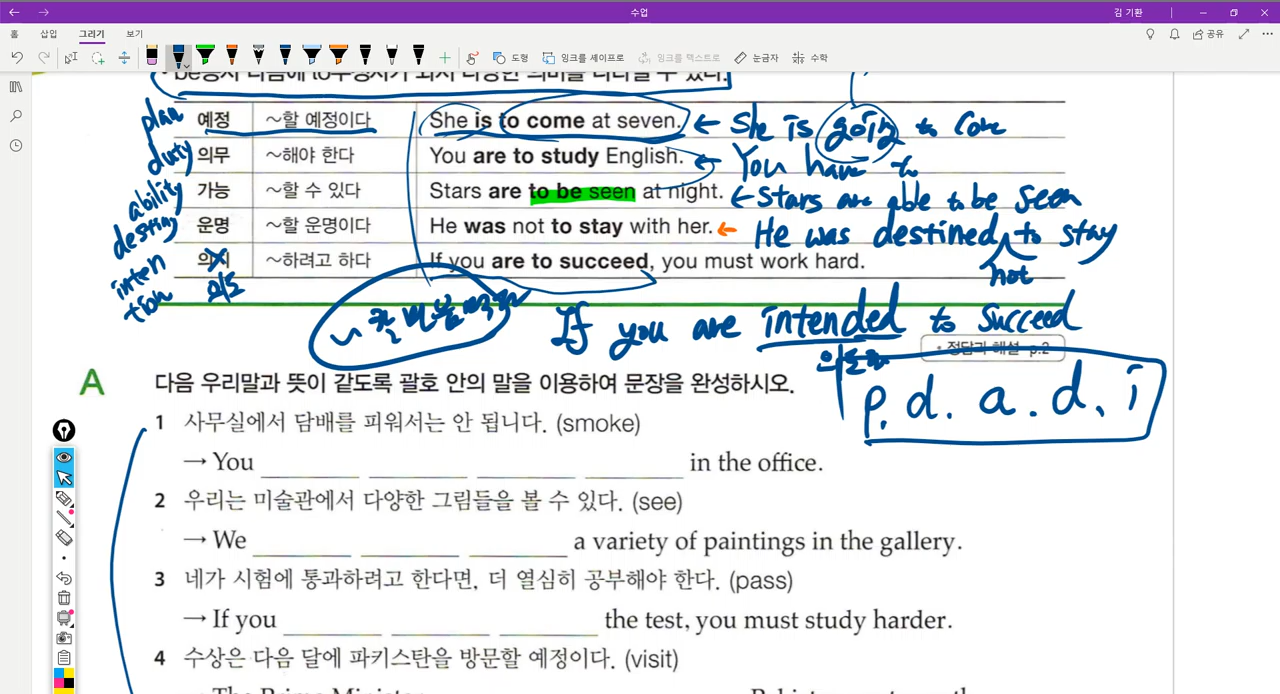 수업
김 기환
홈 삽입 그리기 보기
공유
도형 잉크를 셰이프로 잉크를 텍스트로 눈금자 수학
plan 예정 ~할 예정이다 She is to come at seven. ← She is going to come
duty 의무 ~해야 한다 You are to study English. ← You have to
ability 가능 ~할 수 있다 Stars are to be seen at night. ← Stars are able to be seen
destiny 운명 ~할 운명이다 He was not to stay with her. ← He was destined to stay
not
inten tion 의지 ~하려고 하다 If you are to succeed, you must work hard.
의도
If you are intended to succeed
• 정답과 해설 p.2
p. d. a. d. i
A 다음 우리말과 뜻이 같도록 괄호 안의 말을 이용하여 문장을 완성하시오.
1 사무실에서 담배를 피워서는 안 됩니다. (smoke)
→ You ____ ____ ____ ____ in the office.
2 우리는 미술관에서 다양한 그림들을 볼 수 있다. (see)
→ We ____ ____ ____ a variety of paintings in the gallery.
3 네가 시험에 통과하려고 한다면, 더 열심히 공부해야 한다. (pass)
→ If you ____ ____ ____ the test, you must study harder.
4 수상은 다음 달에 파키스탄을 방문할 예정이다. (visit)